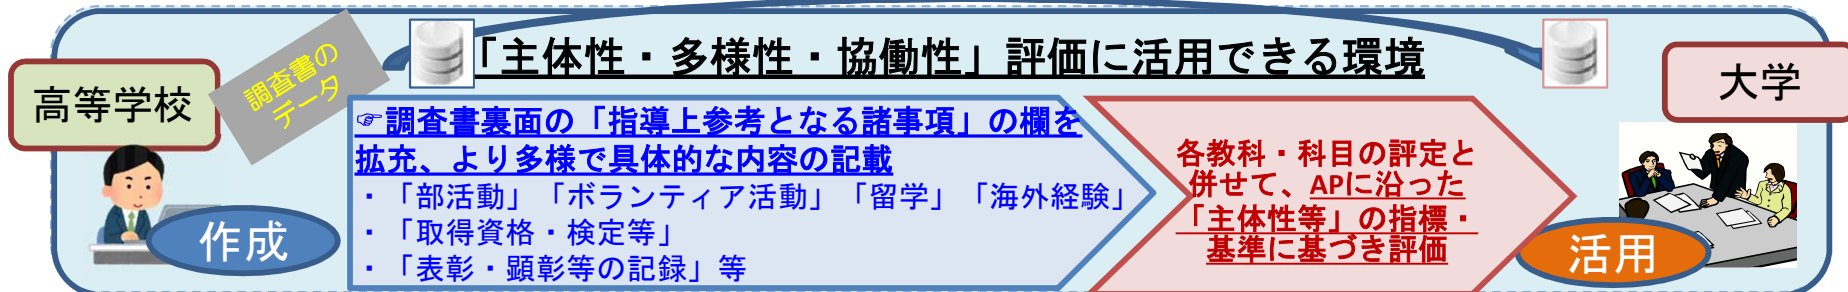 「主体性・多様性・協働性」評価に活用できる環境
高等学校
調査書の
データ
大学
☞調査書裏面の「指導上参考となる諸事項」の欄を
拡充、より多様で具体的な内容の記載
・「部活動」「ボランティア活動」「留学」「海外経験」
・「取得資格・検定等」
・「表彰・顕彰等の記録」等
作成
各教科・科目の評定と
併せて、APに沿った
「主体性等」の指標・
基準に基づき評価
活用